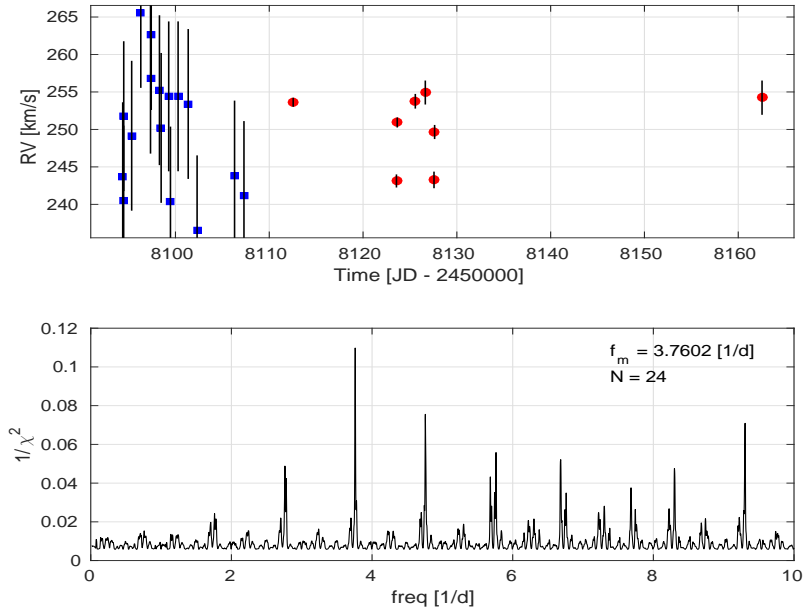 265
260
255
250
245
240
RV [km/s]
8100 8110 8120 8130 8140 8150 8160
Time [JD - 2450000]
0.12
0.1
0.08
0.06
0.04
0.02
0
1/χ²
f_m = 3.7602 [1/d]
N = 24
0 2 4 6 8 10
freq [1/d]